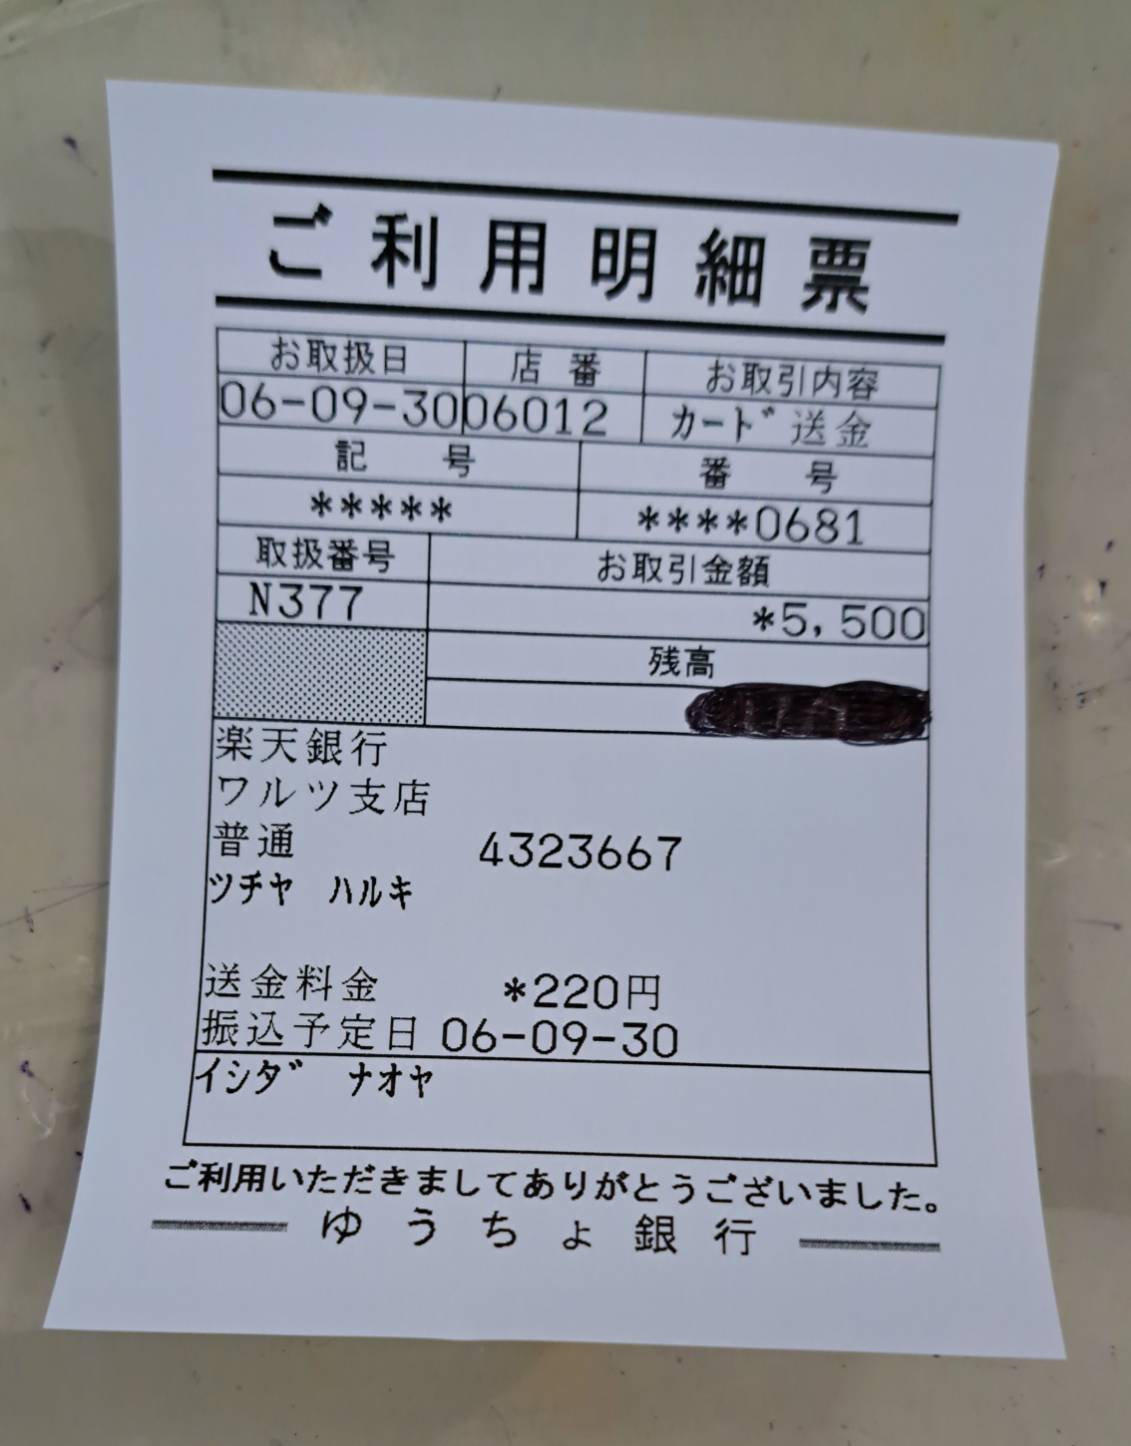 ご利用明細票
お取扱日 店番 お取引内容
06-09-30 06012 カード送金
記号 番号
***** ****0681
取扱番号 お取引金額
N377 *5,500
残高
楽天銀行
ワルツ支店
普通 4323667
ツチヤ ハルキ
送金料金 *220円
振込予定日 06-09-30
イシダ ナオヤ
ご利用いただきましてありがとうございました。
ゆうちょ銀行